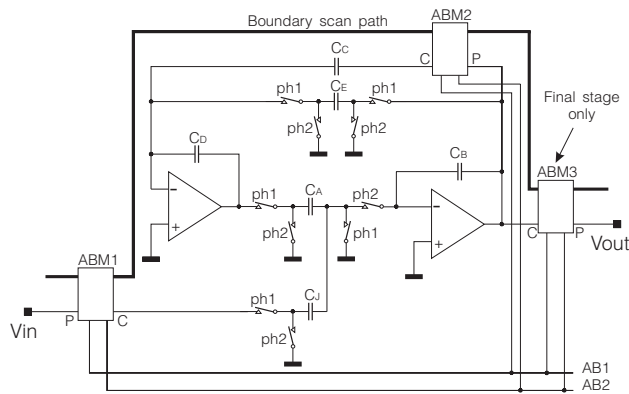 Boundary scan path
ABM2
C
P
CC
ph1
CE
ph1
ph2
ph2
Final stage
only
CD
CB
ABM3
ph1
CA
ph2
ph2
ph1
C
P
Vout
ABM1
ph1
CJ
P
C
Vin
ph2
AB1
AB2
−
+
−
+